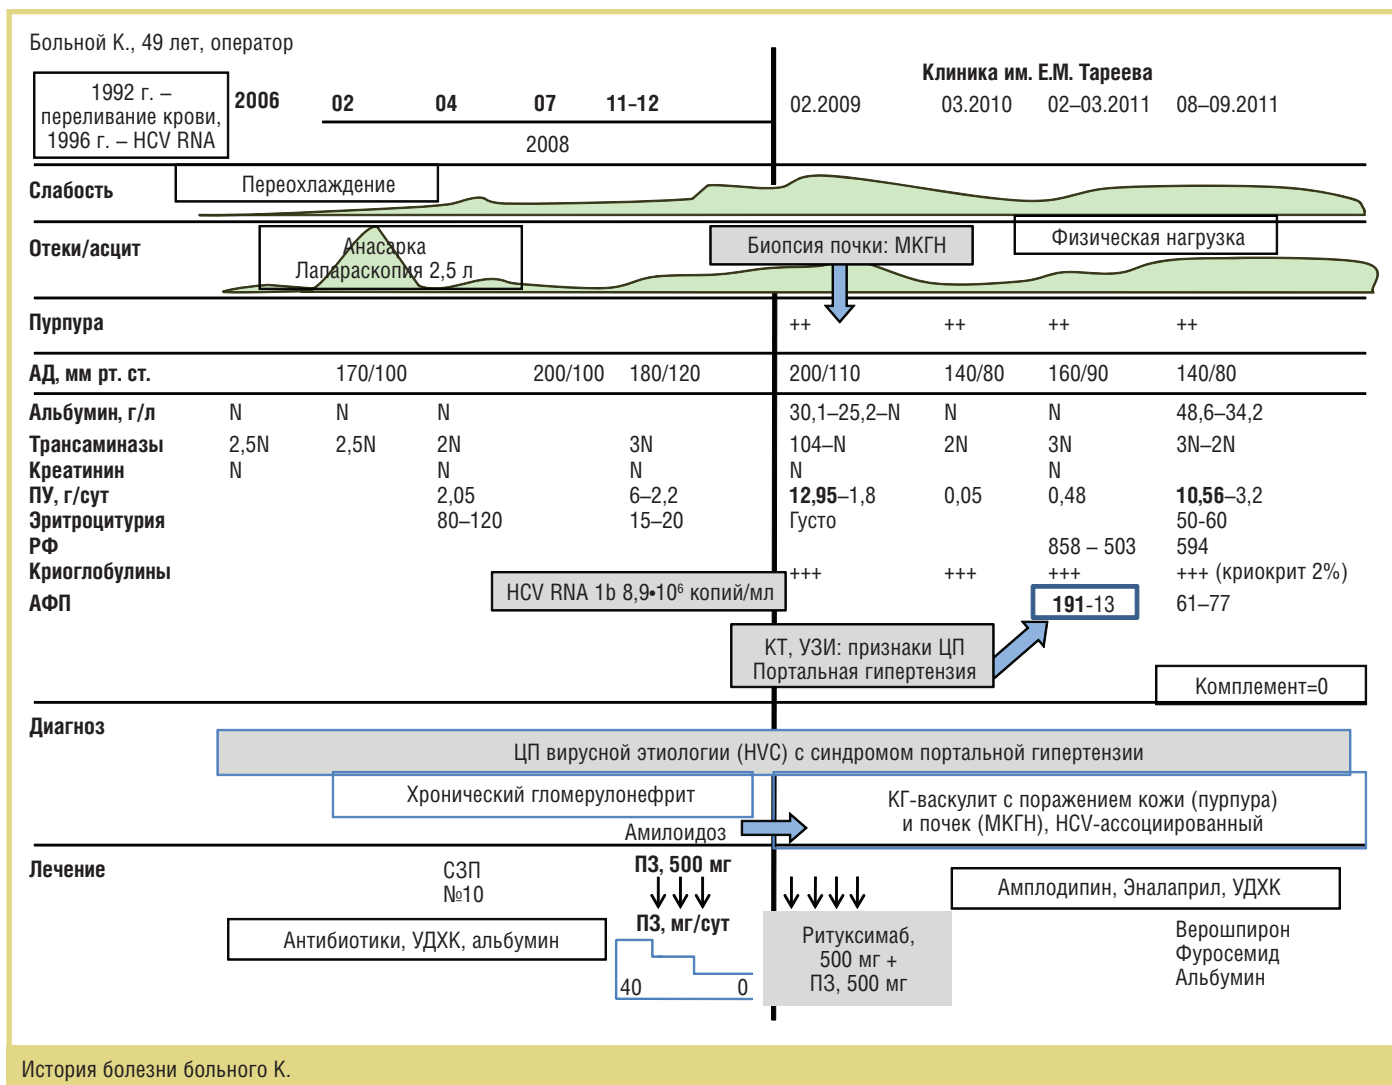 Больной К., 49 лет, оператор
Клиника им. Е.М. Тареева
1992 г. –
переливание крови,
1996 г. – HCV RNA
2006 02 04 07 11–12 02.2009 03.2010 02–03.2011 08–09.2011
2008
Слабость
Переохлаждение
Отеки/асцит
Анасарка
Лапараскопия 2,5 л
Биопсия почки: МКГН
Физическая нагрузка
Пурпура ++ ++ ++ ++
АД, мм рт. ст. 170/100 200/100 180/120 200/110 140/80 160/90 140/80
Альбумин, г/л N N N 30,1–25,2–N N N 48,6–34,2
Трансаминазы 2,5N 2,5N 2N 3N 104–N 2N 3N 3N–2N
Креатинин N N N N N
ПУ, г/сут 2,05 6–2,2 12,95–1,8 0,05 0,48 10,56–3,2
Эритроцитурия 80–120 15–20 Густо 50-60
РФ 858 – 503 594
Криоглобулины +++ +++ +++ +++ (криокрит 2%)
HCV RNA 1b 8,9•10⁶ копий/мл
АФП 191-13 61–77
КТ, УЗИ: признаки ЦП
Портальная гипертензия
Комплемент=0
Диагноз
ЦП вирусной этиологии (HVC) с синдромом портальной гипертензии
Хронический гломерулонефрит
Амилоидоз
КГ-васкулит с поражением кожи (пурпура)
и почек (МКГН), HCV-ассоциированный
Лечение
СЗП
№10
ПЗ, 500 мг
ПЗ, мг/сут
40 0
Антибиотики, УДХК, альбумин
Ритуксимаб,
500 мг +
ПЗ, 500 мг
Амплодипин, Эналаприл, УДХК
Верошпирон
Фуросемид
Альбумин
История болезни больного К.